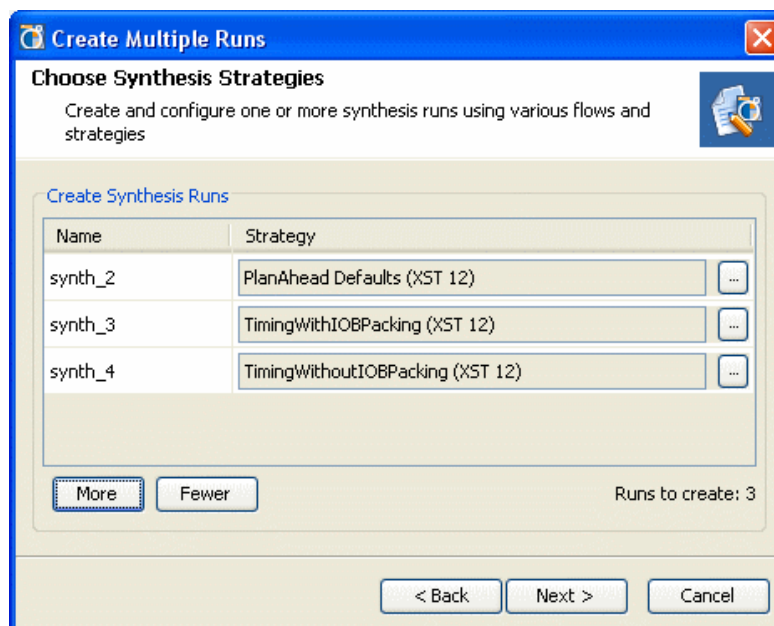 Create Multiple Runs
Choose Synthesis Strategies
Create and configure one or more synthesis runs using various flows and
strategies
Create Synthesis Runs
Name Strategy
synth_2 PlanAhead Defaults (XST 12) ...
synth_3 TimingWithIOBPacking (XST 12) ...
synth_4 TimingWithoutIOBPacking (XST 12) ...
More Fewer Runs to create: 3
< Back Next > Cancel